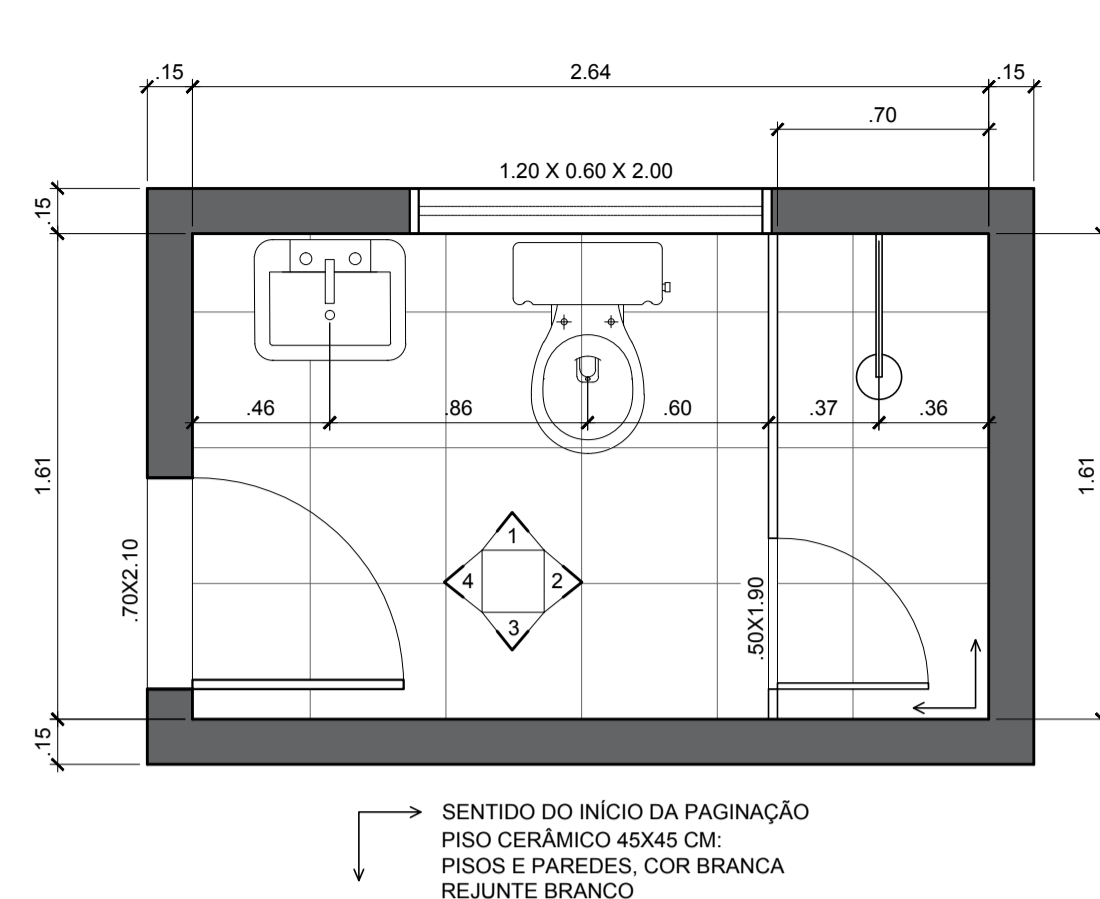 .15
2.64
.15
.70
1.20 X 0.60 X 2.00
.15
.46
.86
.60
.37
.36
1.61
1.61
.70X2.10
1
4
2
3
.50X1.90
.15
SENTIDO DO INÍCIO DA PAGINAÇÃO
PISO CERÂMICO 45X45 CM:
PISOS E PAREDES, COR BRANCA
REJUNTE BRANCO